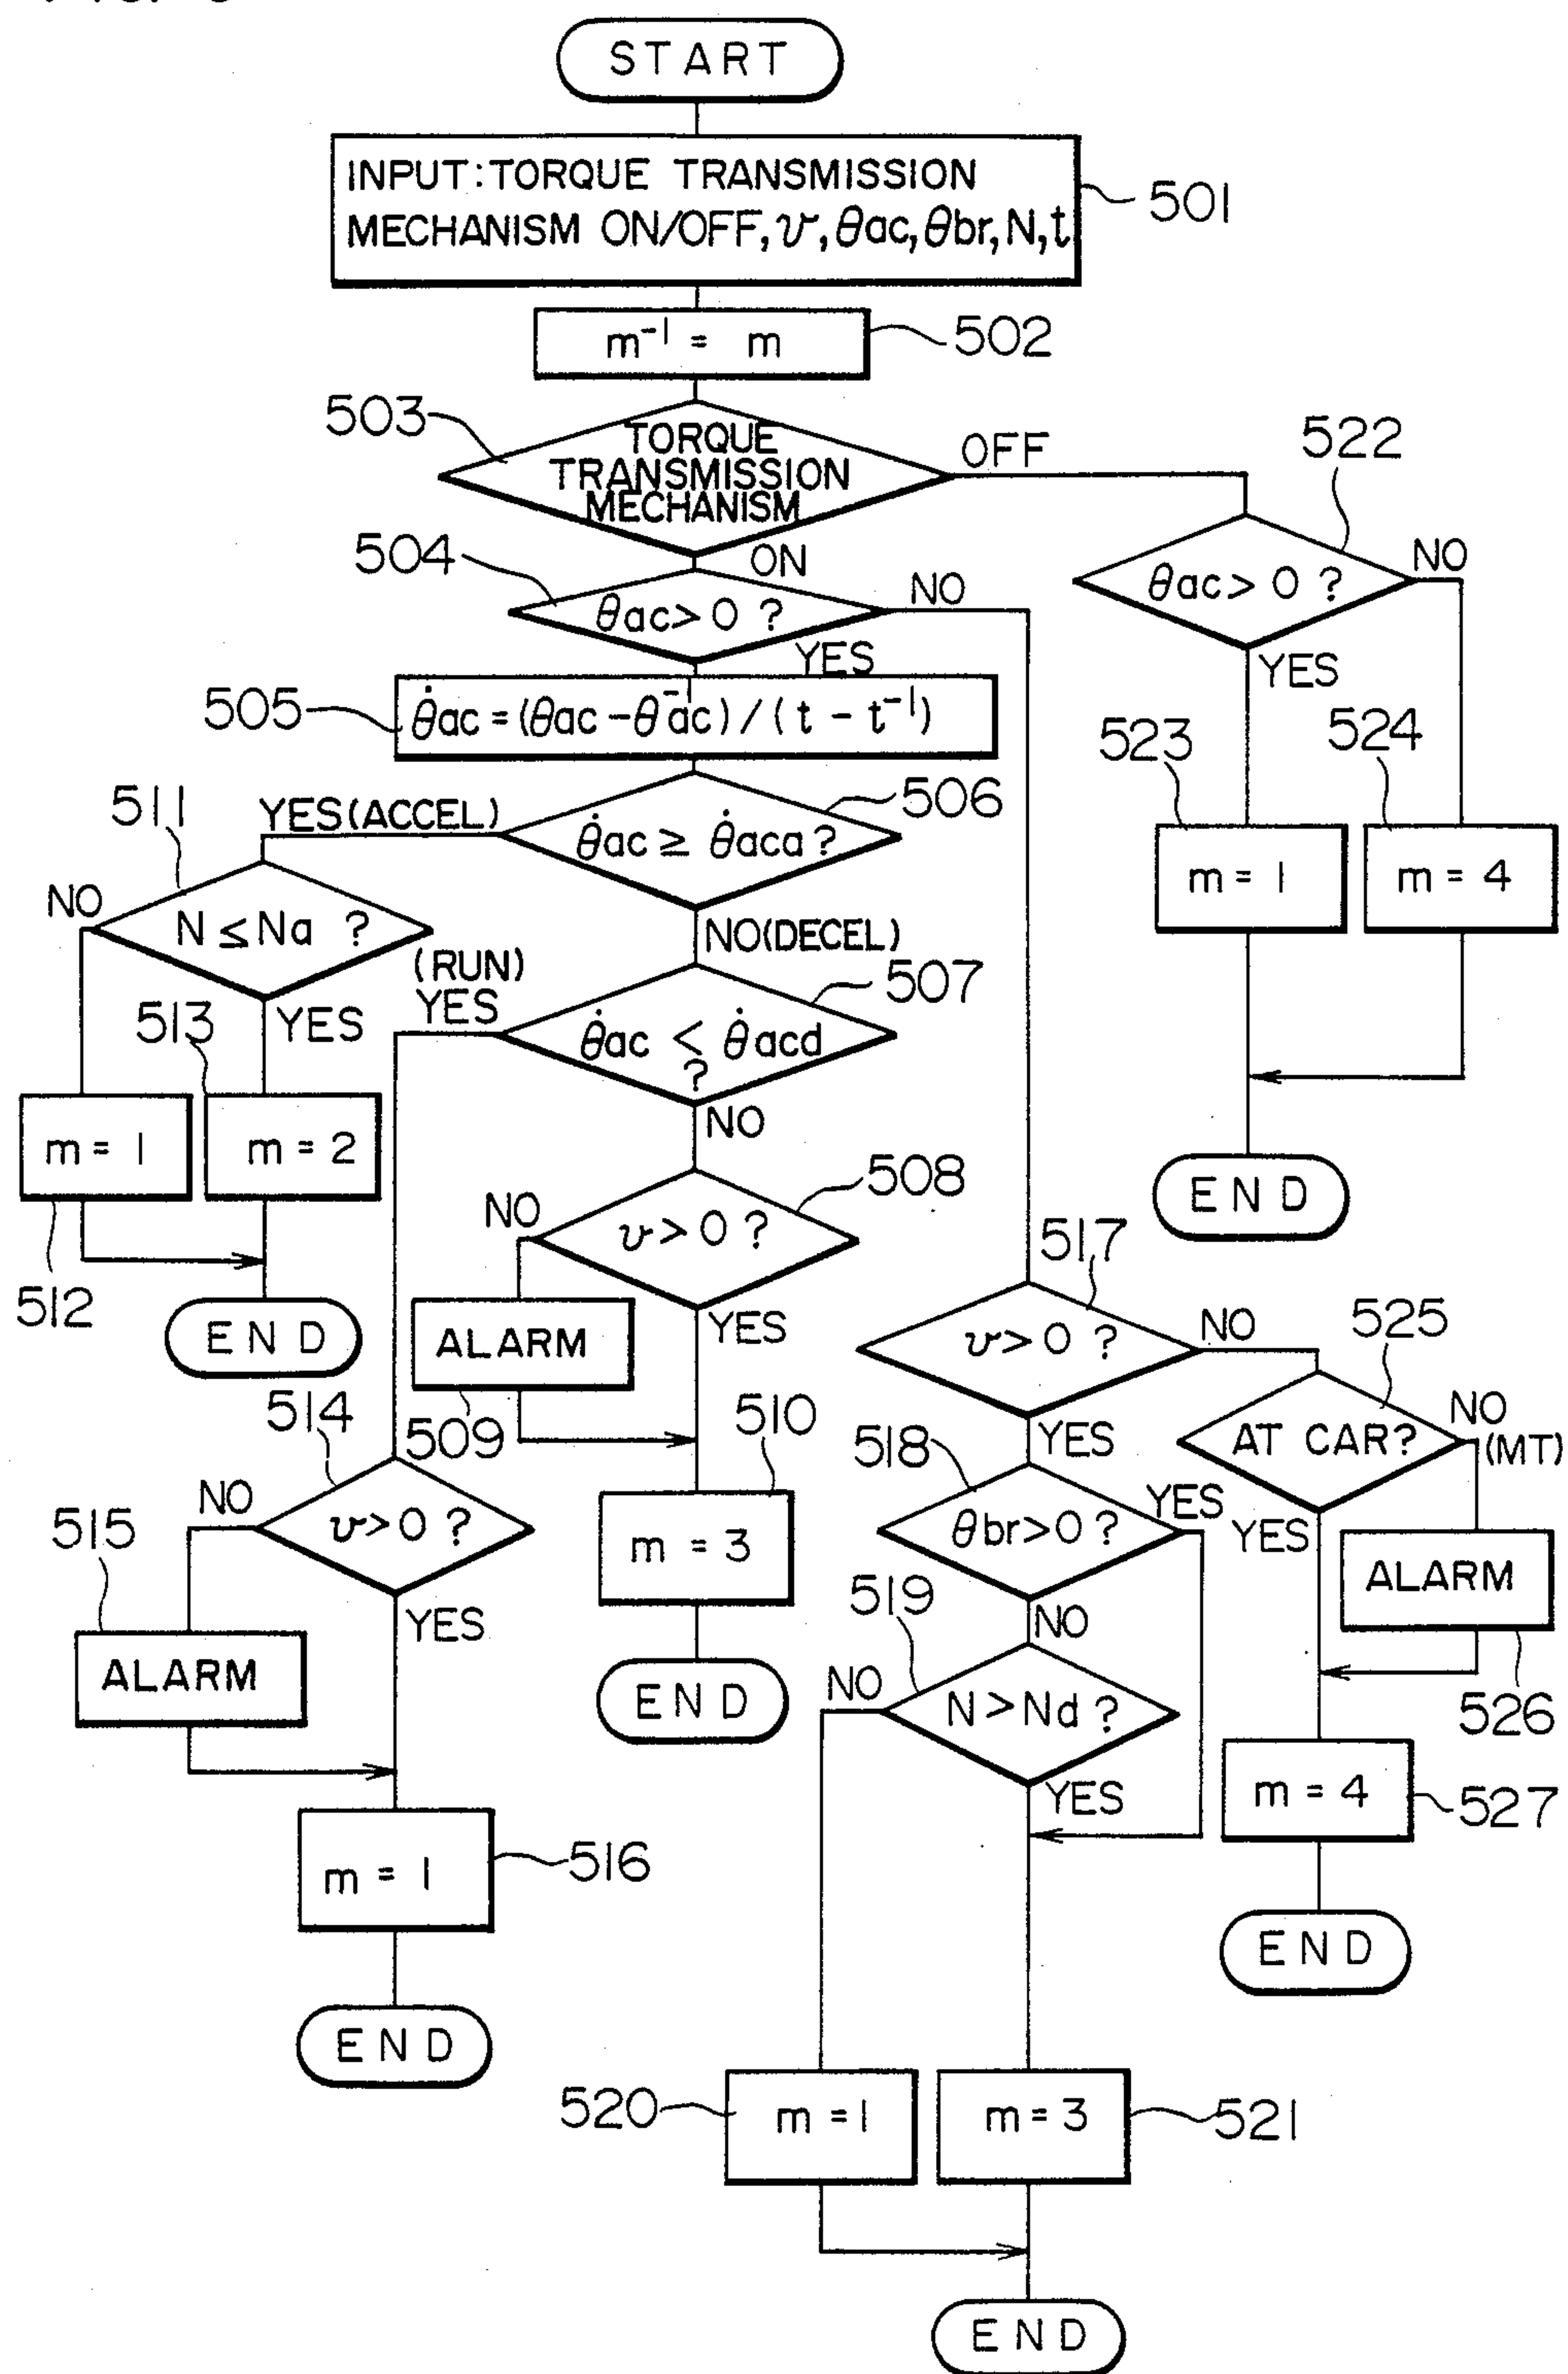 START
INPUT:TORQUE TRANSMISSION
MECHANISM ON/OFF, v, θac, θbr, N, t
501
m⁻¹ = m
502
503
TORQUE
TRANSMISSION
MECHANISM
OFF
ON
522
θac > 0 ?
NO
YES
504
θac > 0 ?
NO
YES
505
θ̇ac = (θac - θ⁻ac) / (t - t⁻¹)
523
524
m = 1
m = 4
END
506
θ̇ac ≥ θ̇aca ?
YES(ACCEL)
NO(DECEL)
511
N ≤ Na ?
NO
YES
513
m = 1
m = 2
512
END
507
θ̇ac < θ̇acd
?
(RUN)
YES
NO
508
v > 0 ?
NO
YES
ALARM
509
510
m = 3
END
514
v > 0 ?
NO
YES
515
ALARM
m = 1
516
END
517
v > 0 ?
NO
YES
525
AT CAR?
NO
(MT)
YES
ALARM
526
m = 4
527
END
518
θbr > 0 ?
YES
NO
519
N > Nd ?
NO
YES
520
m = 1
m = 3
521
END